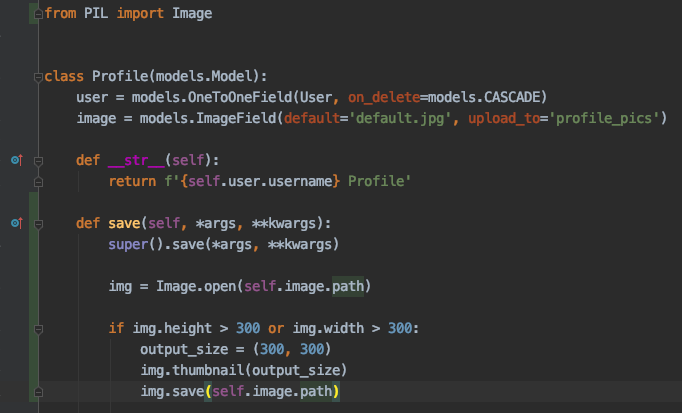 from PIL import Image
class Profile(models.Model):
    user = models.OneToOneField(User, on_delete=models.CASCADE)
    image = models.ImageField(default='default.jpg', upload_to='profile_pics')
    def __str__(self):
        return f'{self.user.username} Profile'
    def save(self, *args, **kwargs):
        super().save(*args, **kwargs)
        img = Image.open(self.image.path)
        if img.height > 300 or img.width > 300:
            output_size = (300, 300)
            img.thumbnail(output_size)
            img.save(self.image.path)